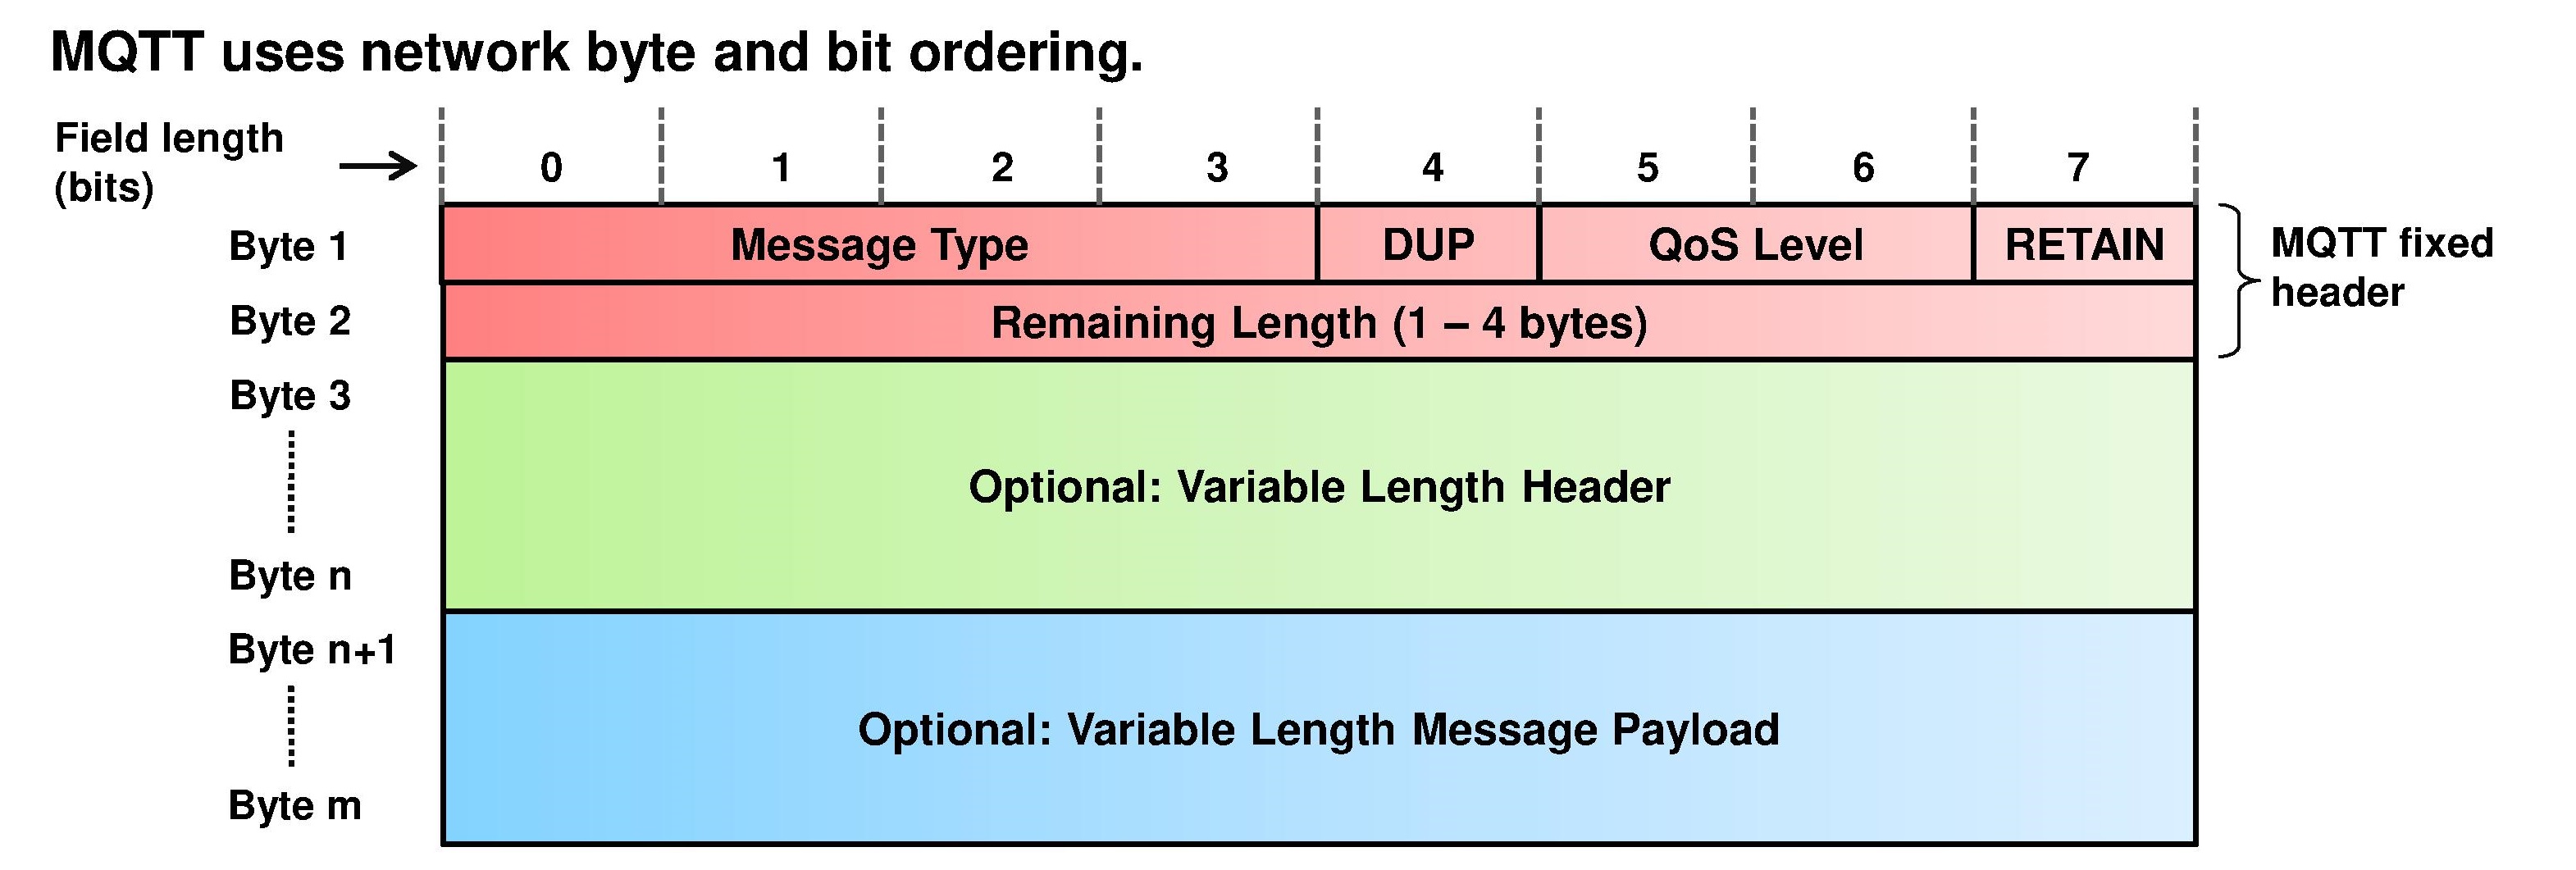 MQTT uses network byte and bit ordering.
Field length
(bits)
0 1 2 3 4 5 6 7
Byte 1 Message Type DUP QoS Level RETAIN
MQTT fixed
header
Byte 2 Remaining Length (1 – 4 bytes)
Byte 3
Optional: Variable Length Header
Byte n
Byte n+1
Optional: Variable Length Message Payload
Byte m